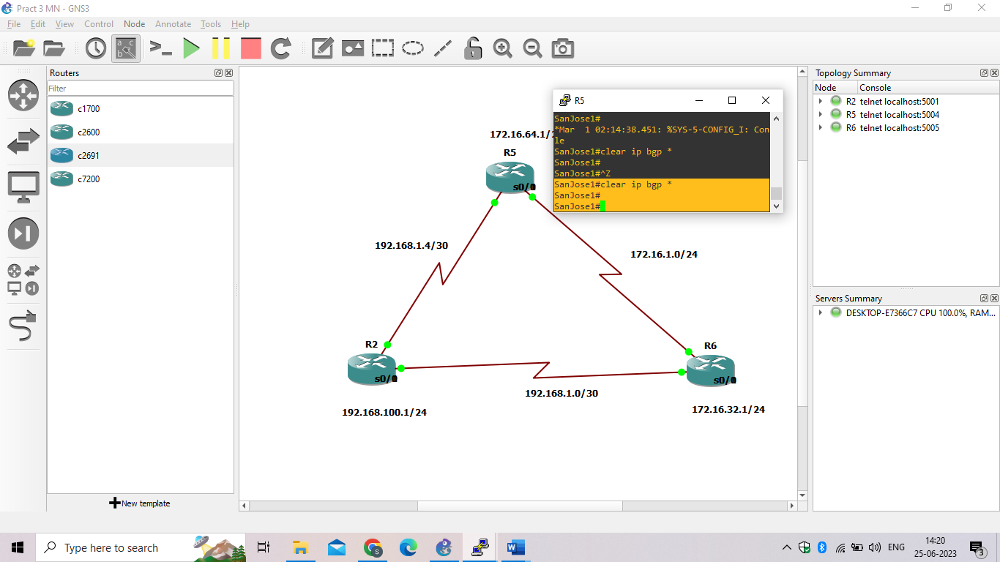 Pract 3 MN - GNS3
File Edit View Control Node Annotate Tools Help
Routers
Filter
c1700
c2600
c2691
c7200
New template
172.16.64.1/
R5
s0/
192.168.1.4/30
172.16.1.0/24
R2
s0/
192.168.100.1/24
192.168.1.0/30
R6
s0/
172.16.32.1/24
R5
SanJose1#
*Mar  1 02:14:38.451: %SYS-5-CONFIG_I: Con
le
SanJose1#clear ip bgp *
SanJose1#
SanJose1#^Z
SanJose1#clear ip bgp *
SanJose1#
SanJose1#
Topology Summary
Node Console
R2 telnet localhost:5001
R5 telnet localhost:5004
R6 telnet localhost:5005
Servers Summary
DESKTOP-E7366C7 CPU 100.0%, RAM...
Type here to search
ENG
14:20
25-06-2023
3